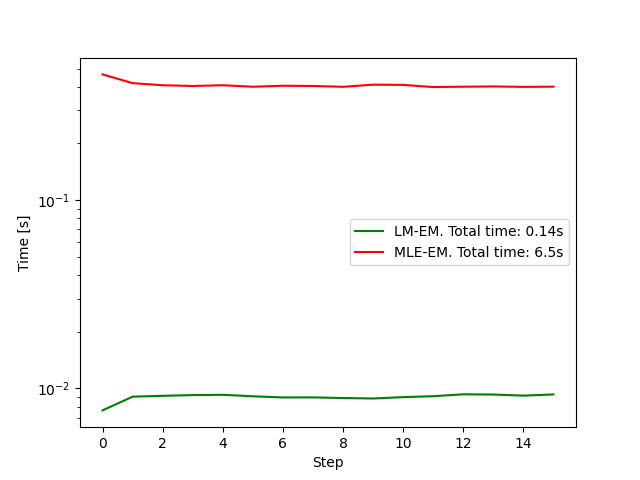 10⁻¹
10⁻²
Time [s]
LM-EM. Total time: 0.14s
MLE-EM. Total time: 6.5s
0 2 4 6 8 10 12 14
Step